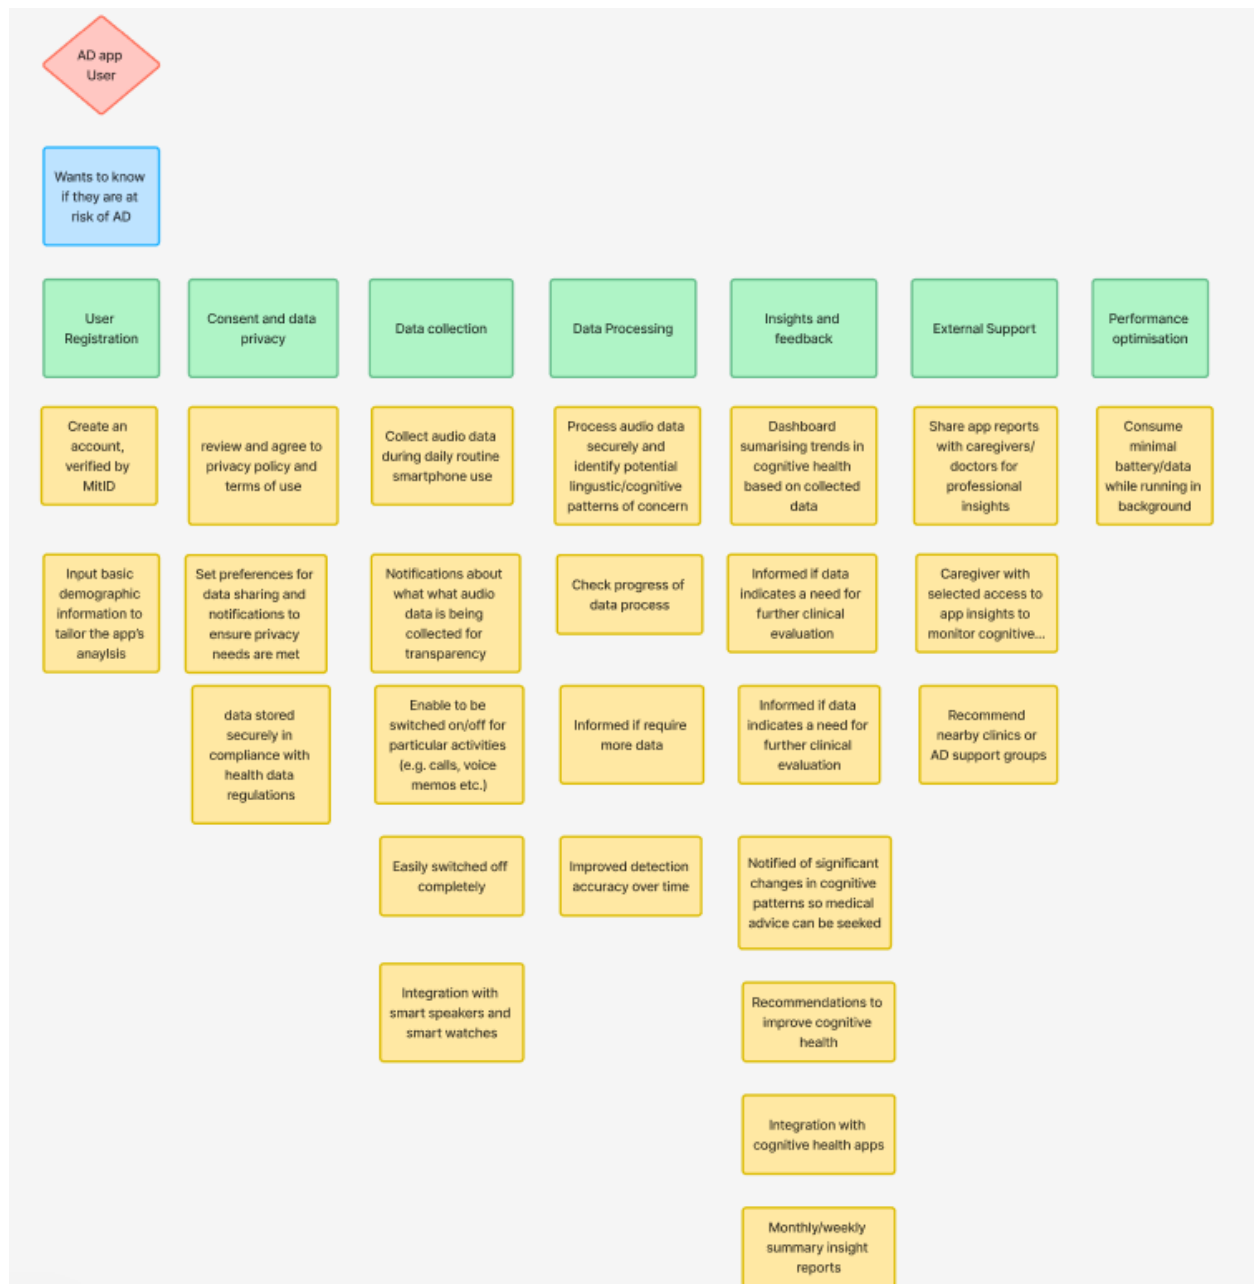 AD app
User
Wants to know
if they are at
risk of AD
User
Registration
Consent and data
privacy
Data collection
Data Processing
Insights and
feedback
External Support
Performance
optimisation
Create an
account,
verified by
MitID
review and agree to
privacy policy and
terms of use
Collect audio data
during daily routine
smartphone use
Process audio data
securely and
identify potential
lingustic/cognitive
patterns of concern
Dashboard
sumarising trends in
cognitive health
based on collected
data
Share app reports
with caregivers/
doctors for
professional
insights
Consume
minimal
battery/data
while running in
background
Input basic
demographic
information to
tailor the app's
anaylsis
Set preferences for
data sharing and
notifications to
ensure privacy
needs are met
Notifications about
what what audio
data is being
collected for
transparency
Check progress of
data process
Informed if data
indicates a need for
further clinical
evaluation
Caregiver with
selected access to
app insights to
monitor cognitive...
data stored
securely in
compliance with
health data
regulations
Enable to be
switched on/off for
particular activities
(e.g. calls, voice
memos etc.)
Informed if require
more data
Informed if data
indicates a need for
further clinical
evaluation
Recommend
nearby clinics or
AD support groups
Easily switched off
completely
Improved detection
accuracy over time
Notified of significant
changes in cognitive
patterns so medical
advice can be seeked
Integration with
smart speakers and
smart watches
Recommendations to
improve cognitive
health
Integration with
cognitive health apps
Monthly/weekly
summary insight
reports